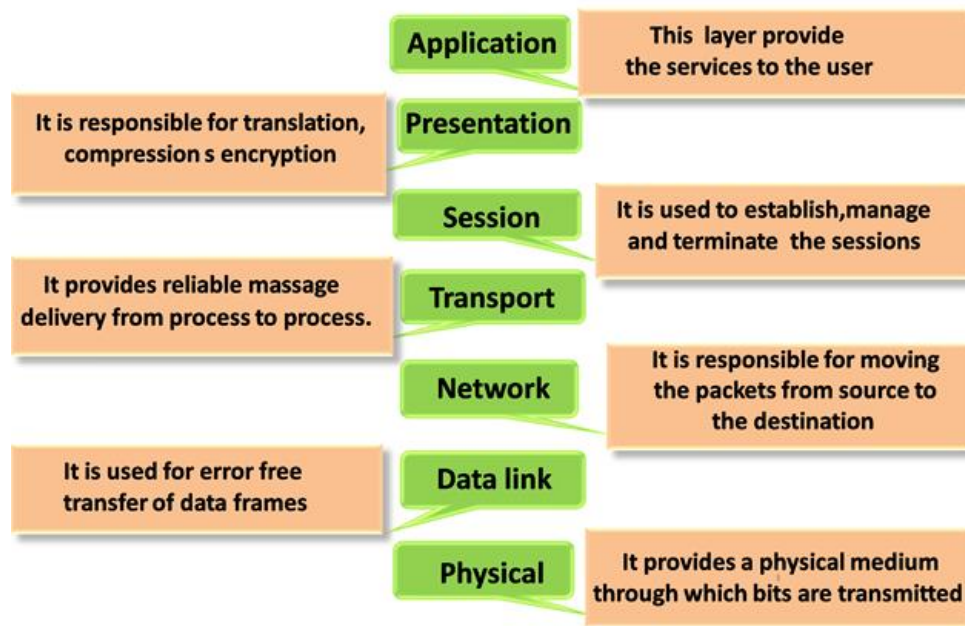 Application
This layer provide
the services to the user
Presentation
It is responsible for translation,
compression s encryption
Session
It is used to establish,manage
and terminate the sessions
Transport
It provides reliable massage
delivery from process to process.
Network
It is responsible for moving
the packets from source to
the destination
Data link
It is used for error free
transfer of data frames
Physical
It provides a physical medium
through which bits are transmitted